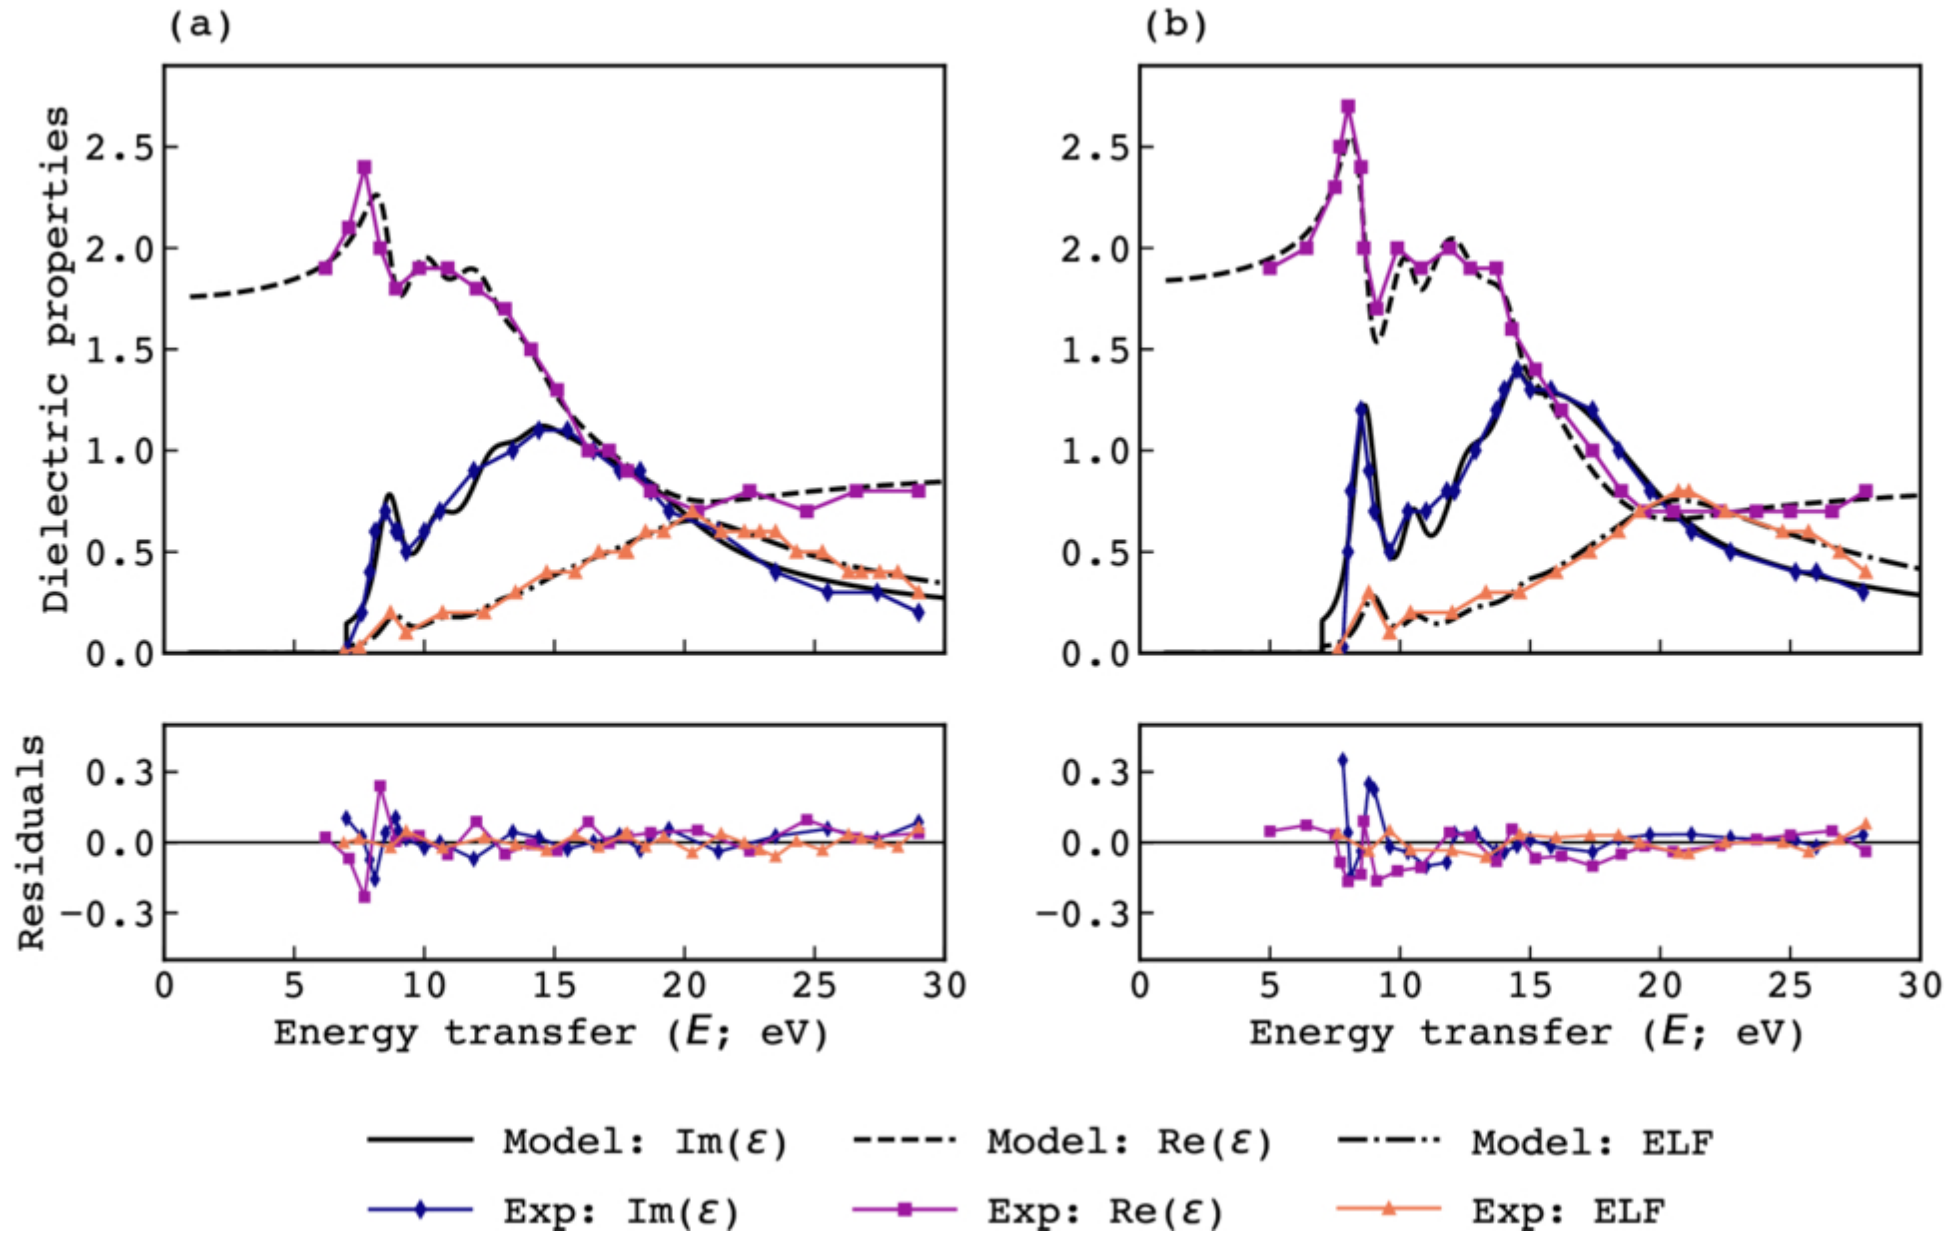 (a) (b)
Dielectric properties
2.5
2.0
1.5
1.0
0.5
0.0
2.5
2.0
1.5
1.0
0.5
0.0
Residuals
0.3
0.0
−0.3
0.3
0.0
−0.3
0 5 10 15 20 25 30
0 5 10 15 20 25 30
Energy transfer (E; eV)
Energy transfer (E; eV)
Model: Im(ε) Model: Re(ε) Model: ELF
Exp: Im(ε) Exp: Re(ε) Exp: ELF